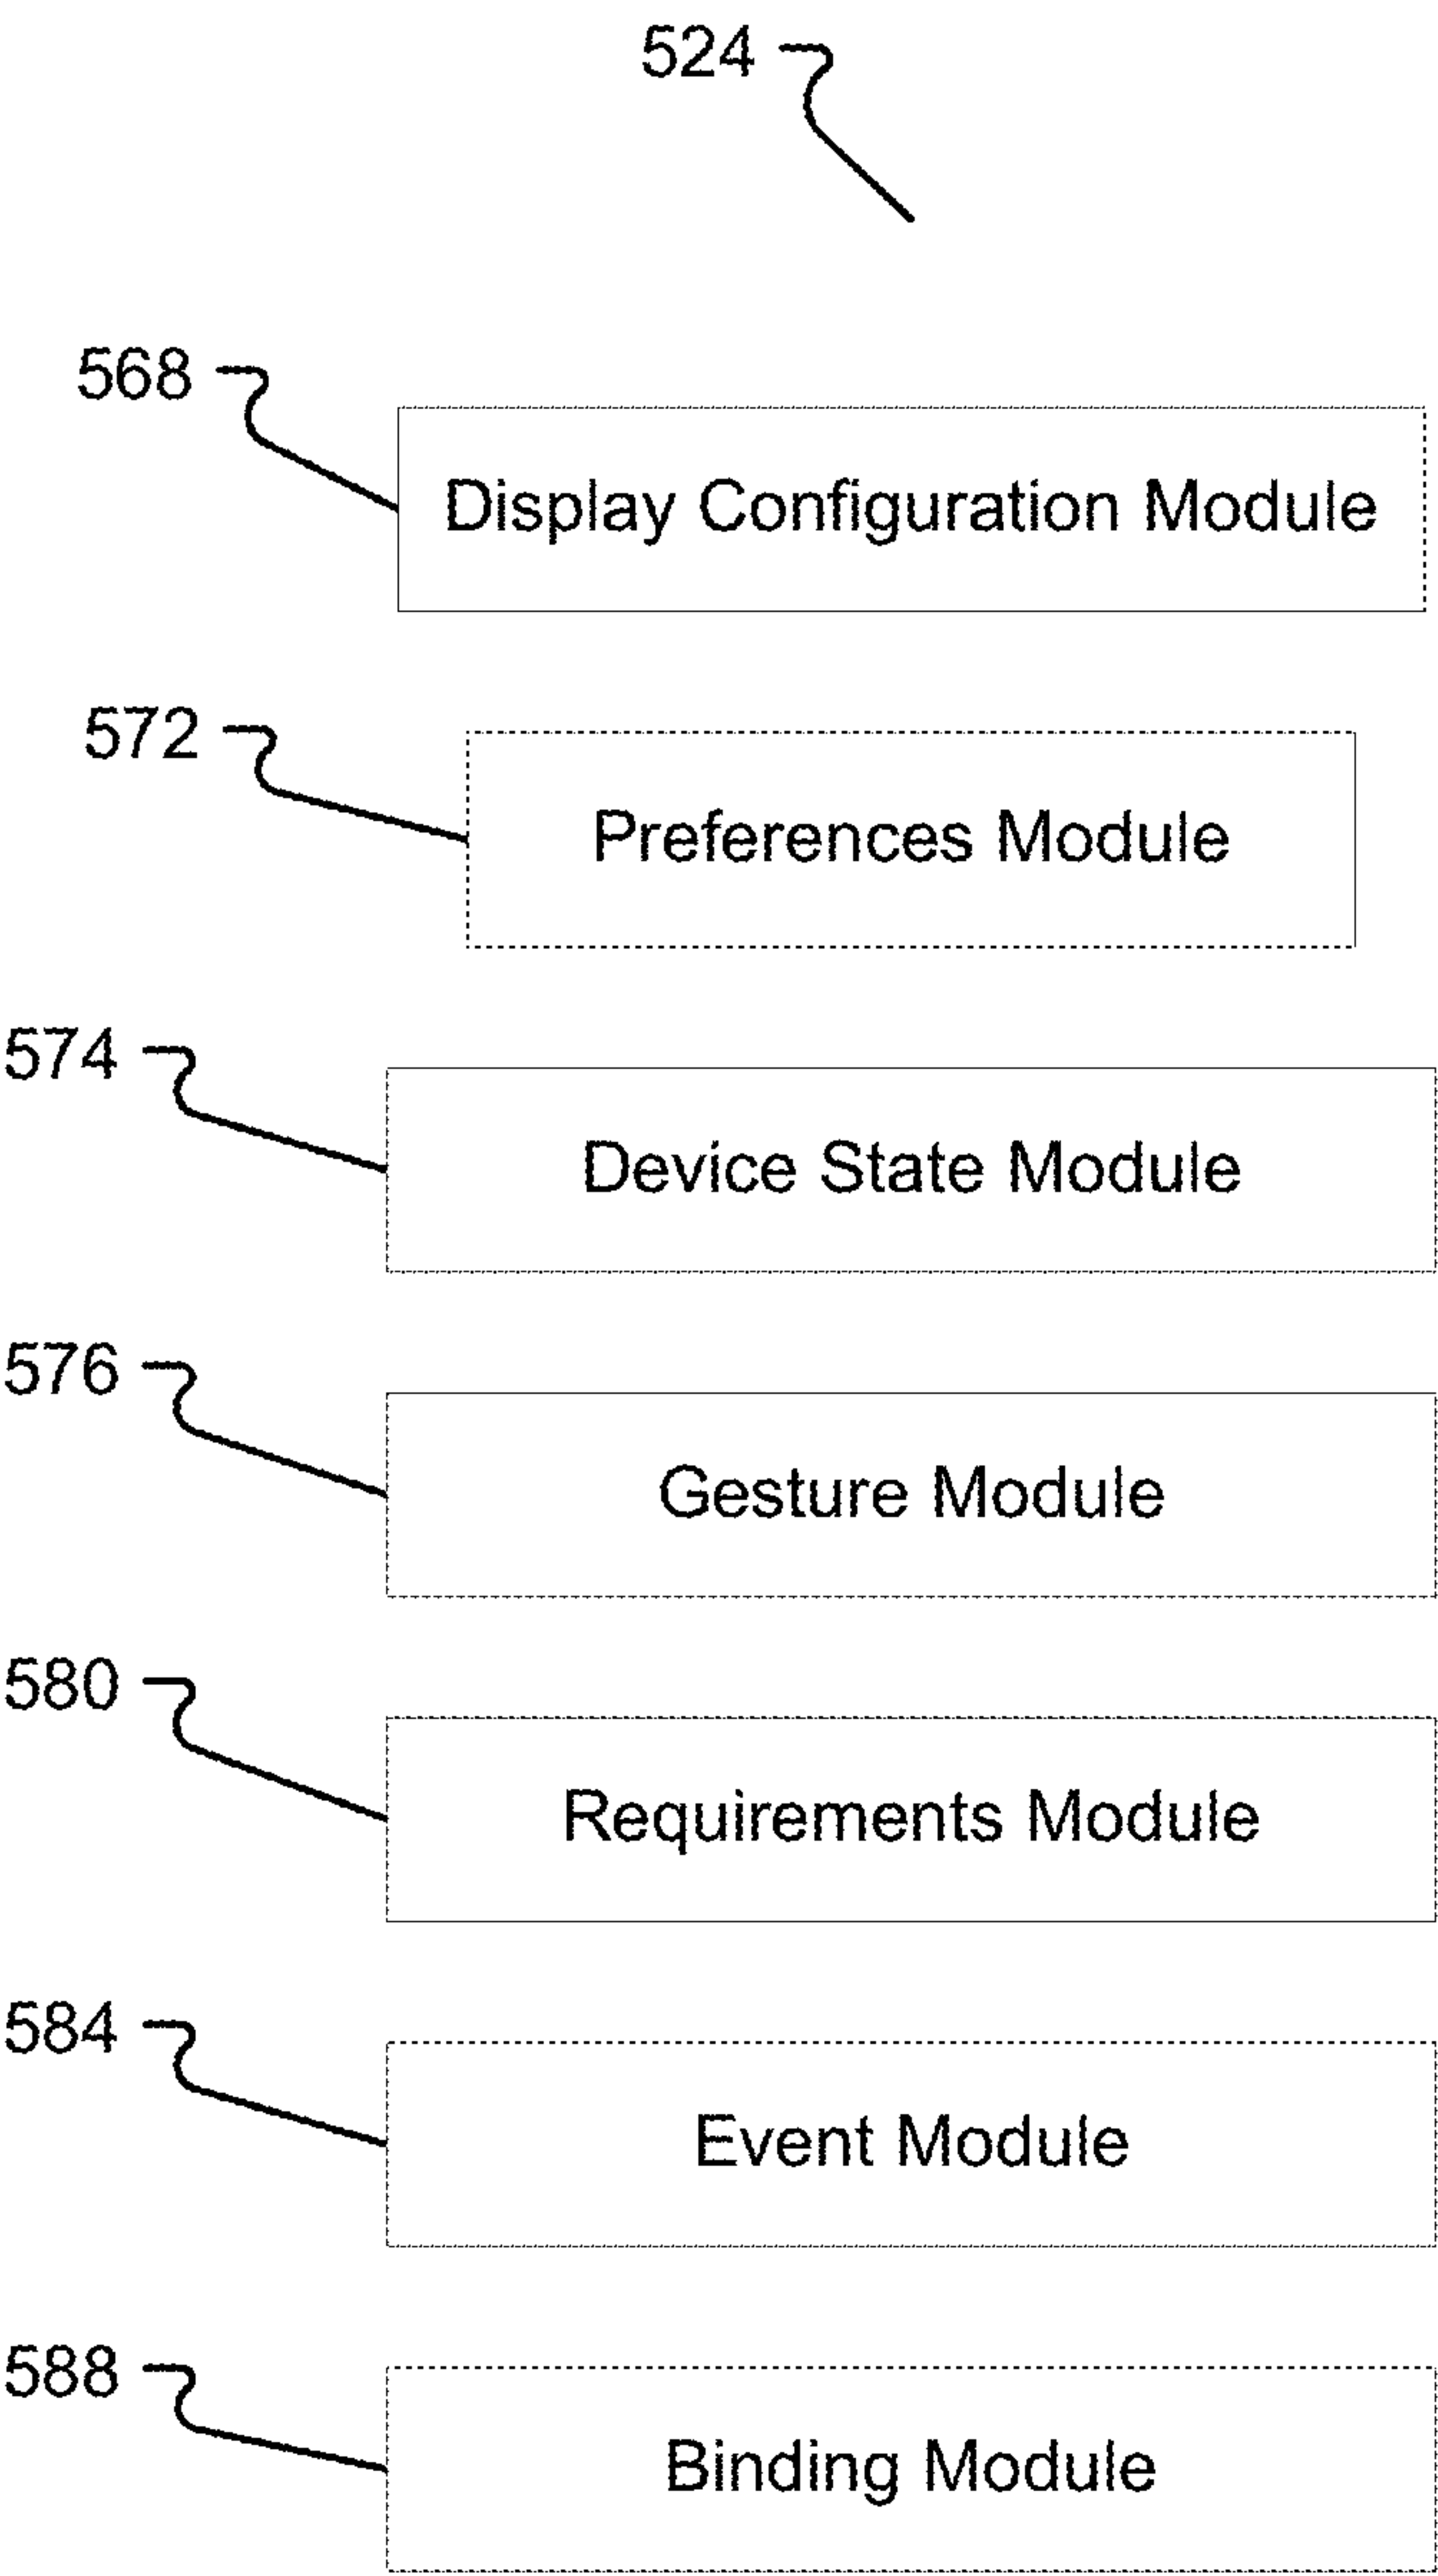 524
568
Display Configuration Module
572
Preferences Module
574
Device State Module
576
Gesture Module
580
Requirements Module
584
Event Module
588
Binding Module